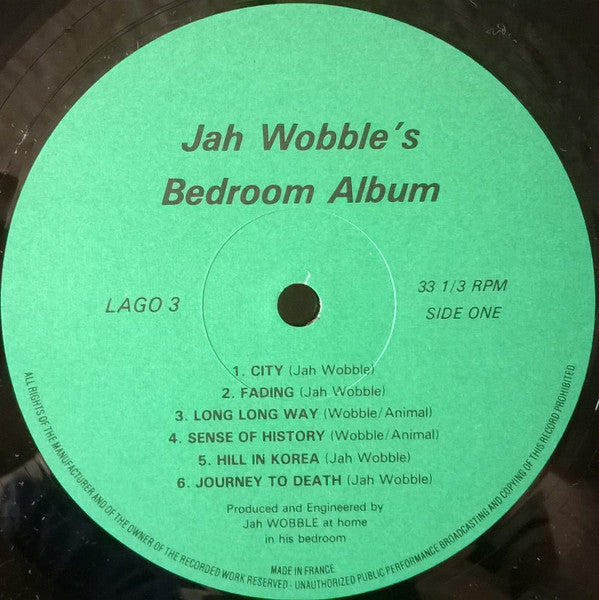 Jah Wobble's
Bedroom Album
LAGO 3
33 1/3 RPM
SIDE ONE
1. CITY (Jah Wobble)
2. FADING (Jah Wobble)
3. LONG LONG WAY (Wobble/Animal)
4. SENSE OF HISTORY (Wobble/Animal)
5. HILL IN KOREA (Jah Wobble)
6. JOURNEY TO DEATH (Jah Wobble)
Produced and Engineered by
Jah WOBBLE at home
in his bedroom
MADE IN FRANCE
ALL RIGHTS OF THE MANUFACTURER AND OF THE OWNER OF THE RECORDED WORK RESERVED - UNAUTHORIZED PUBLIC PERFORMANCE BROADCASTING AND COPYING OF THIS RECORD PROHIBITED